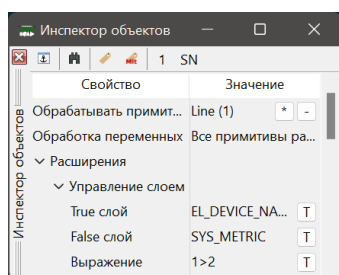 Инспектор объектов
1 SN
Свойство Значение
Обрабатывать примит... Line (1) * -
Обработка переменных Все примитивы ра...
Расширения
Управление слоем
True слой EL_DEVICE_NA... T
False слой SYS_METRIC T
Выражение 1>2 T
Инспектор объектов